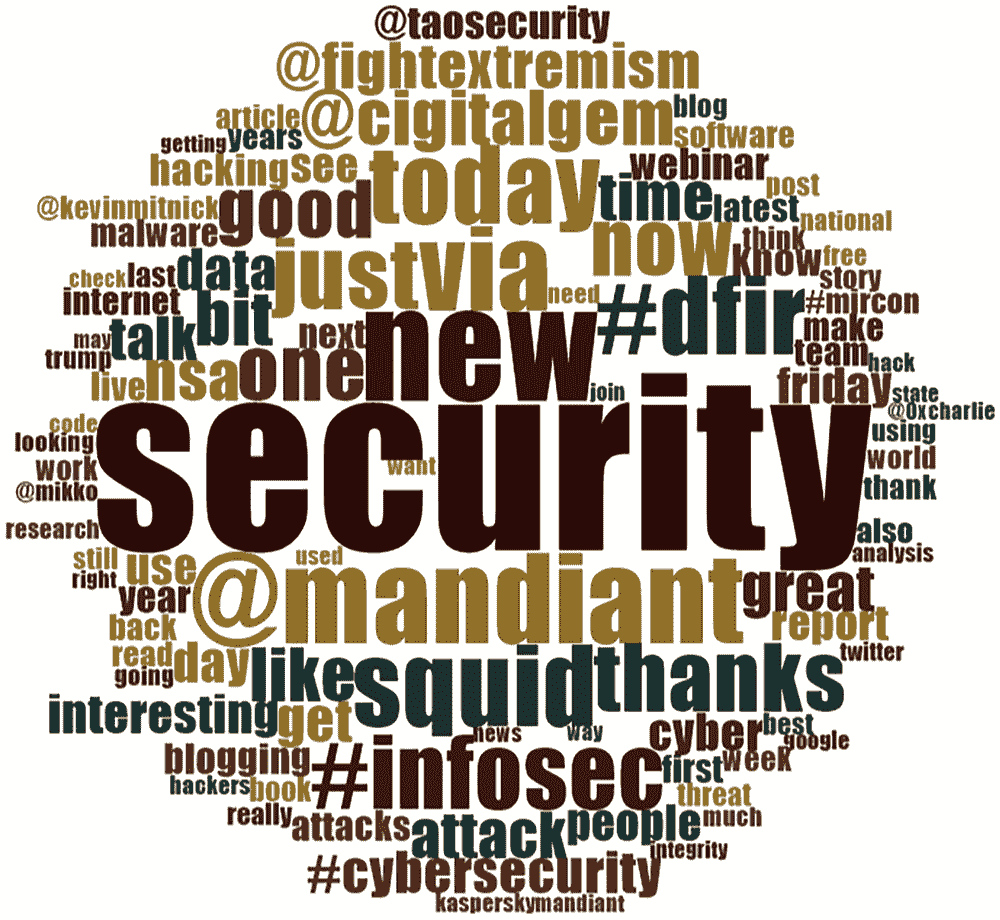 @taosecurity
@fightextremism
@cigitalgem
blog
article
software
getting
years
hacking
see
today
webinar
post
@kevinmitnick
good
time
latest
national
malware
just
via
now
think
know
free
check
last
data
need
story
internet
bit
next
new
#dfir
#mircon
make
may
talk
trump
one
team
hack
live
nsa
join
friday
state
@0xcharlie
code
looking
security
using
work
want
world
@mikko
thank
research
also
analysis
still
right
use
used
@mandiant
year
great
back
report
read
day
going
like
squid
thanks
twitter
interesting
get
news
way
cyber
best
google
blogging
#infosec
first
week
hackers
book
threat
really
attacks
attack
people
much
integrity
#cybersecurity
kasperskymandiant